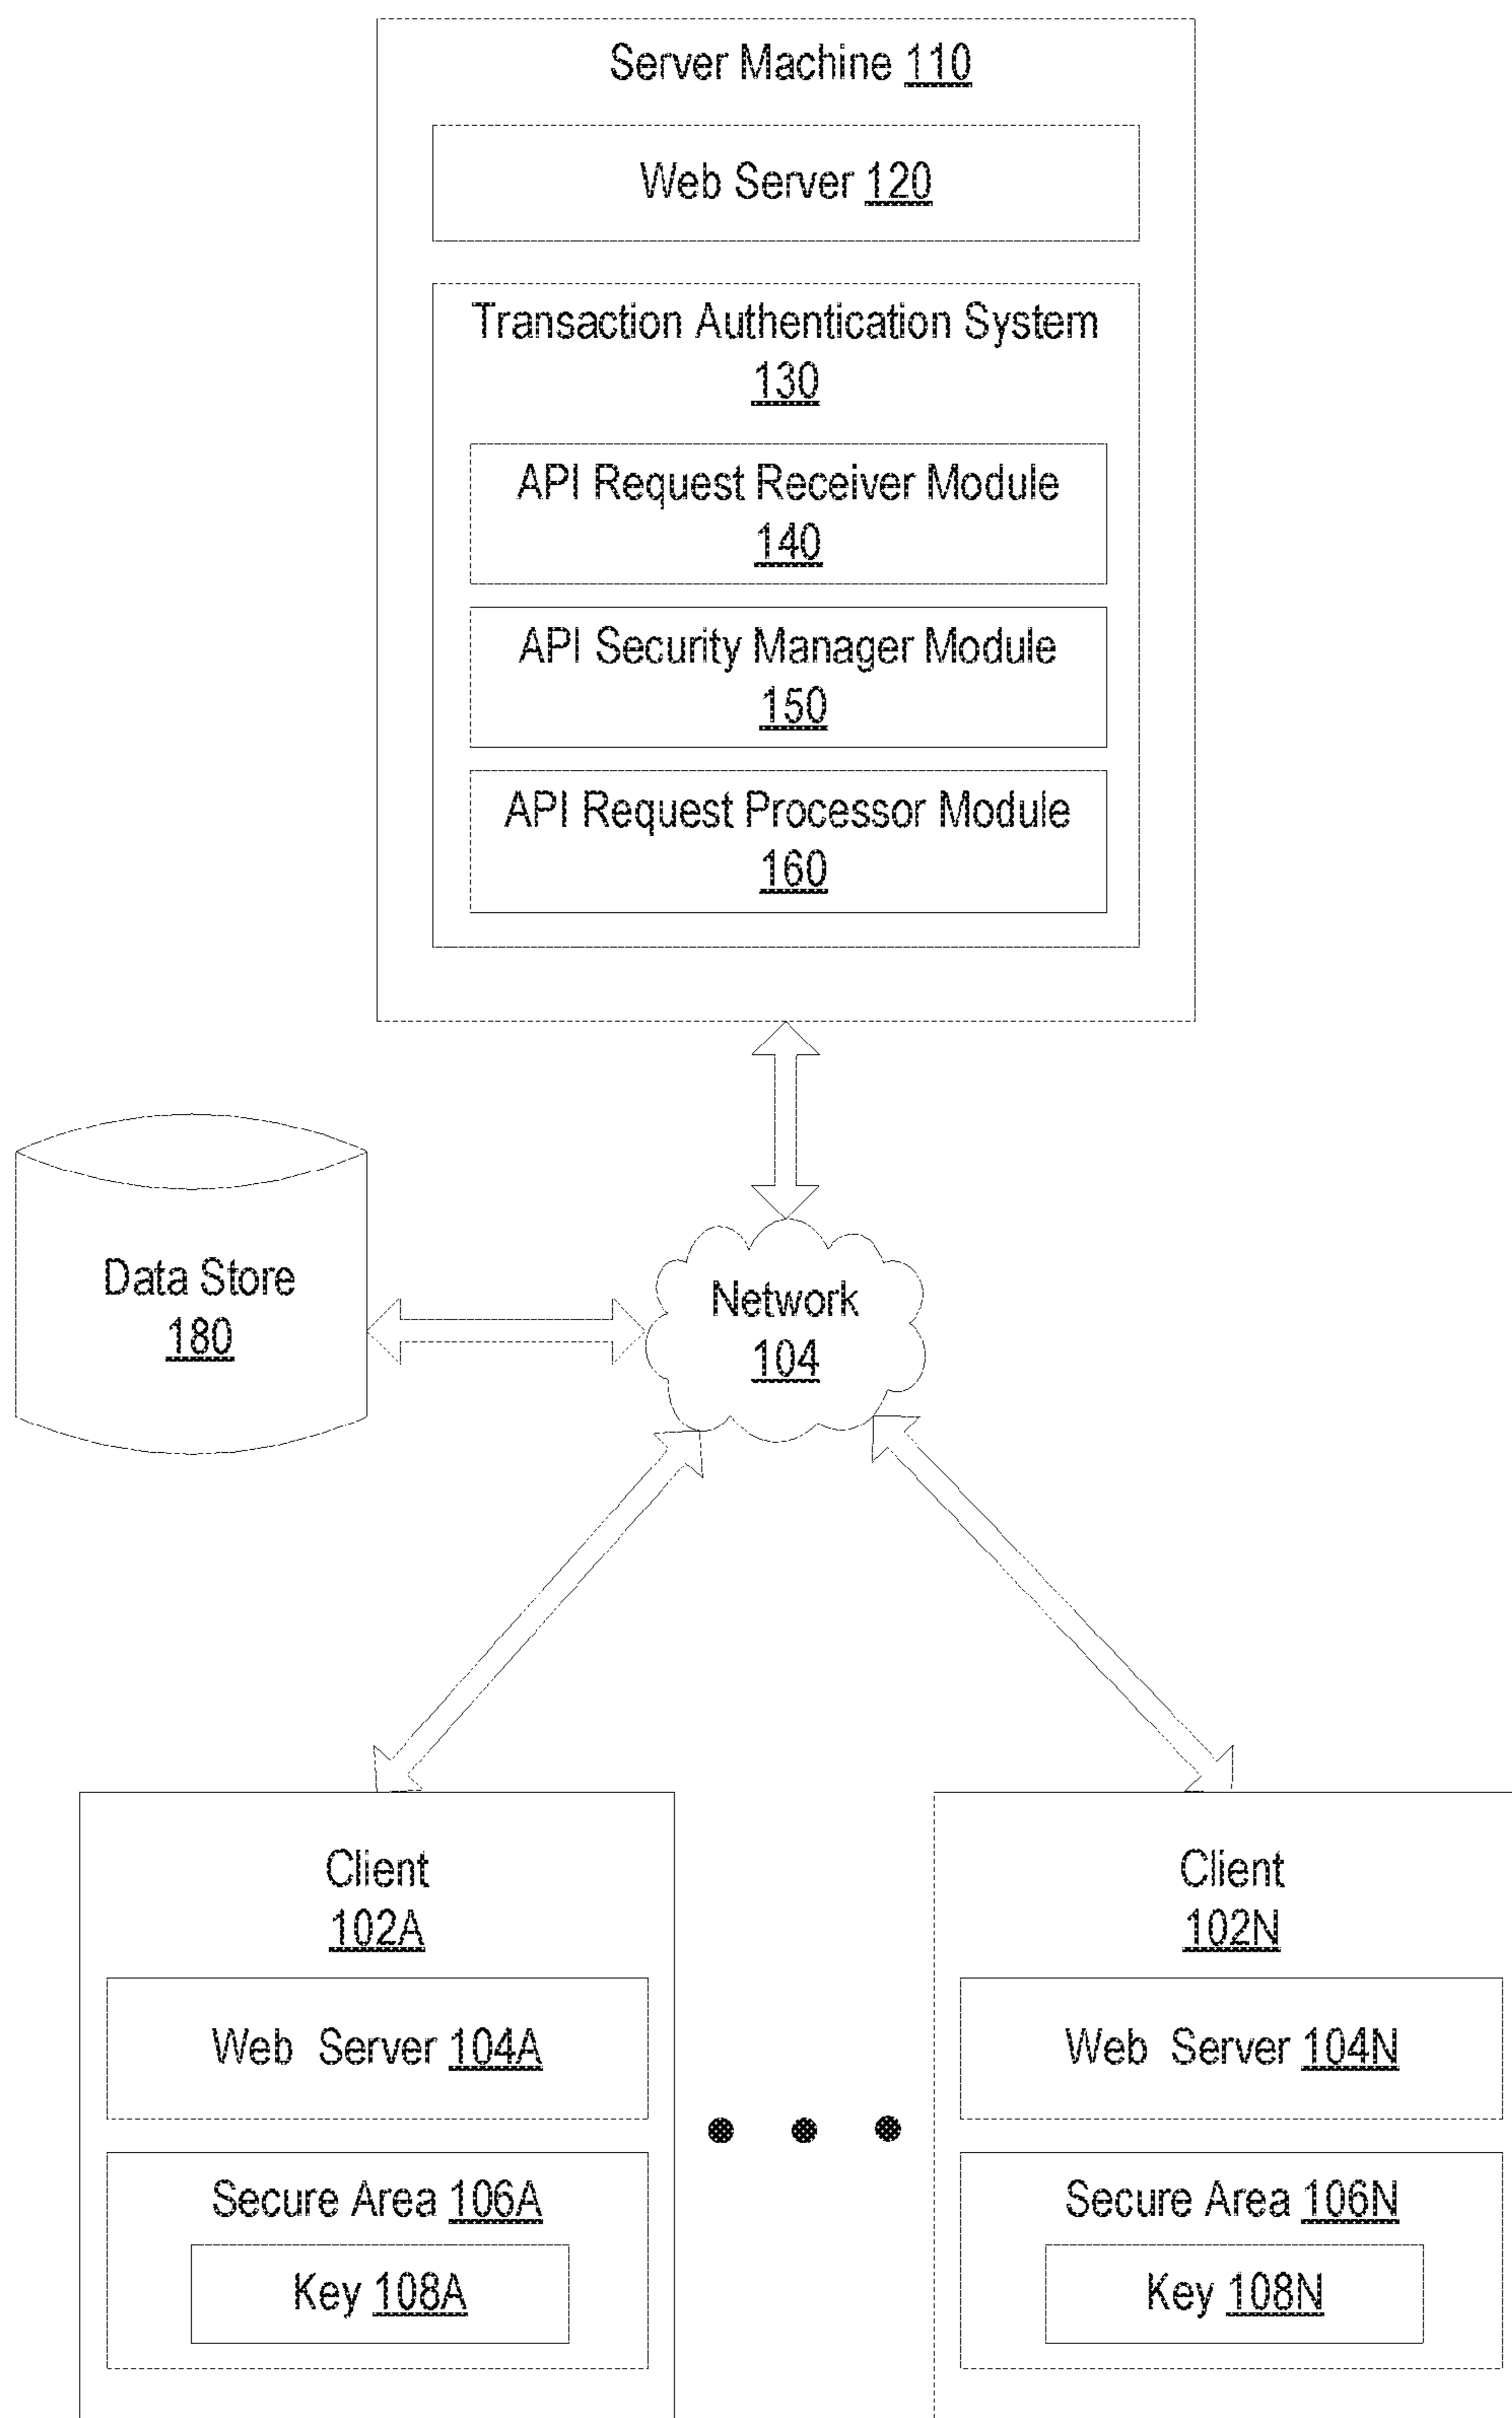 Server Machine 110
Web Server 120
Transaction Authentication System
130
API Request Receiver Module
140
API Security Manager Module
150
API Request Processor Module
160
Data Store
180
Network
104
Client
102A
Web Server 104A
Secure Area 106A
Key 108A
Client
102N
Web Server 104N
Secure Area 106N
Key 108N